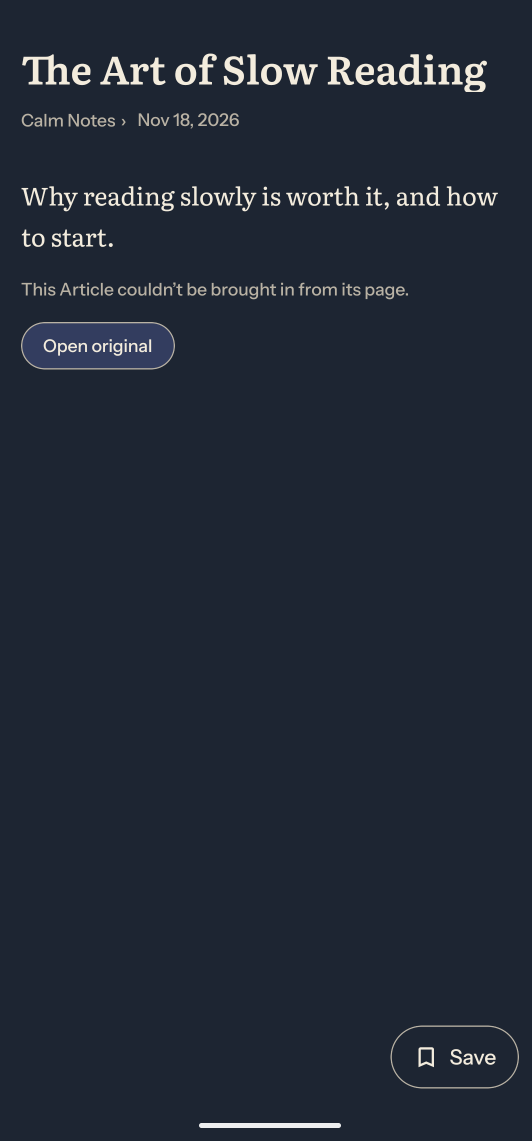 The Art of Slow Reading
Calm Notes › Nov 18, 2026
Why reading slowly is worth it, and how
to start.
This Article couldn’t be brought in from its page.
Open original
Save